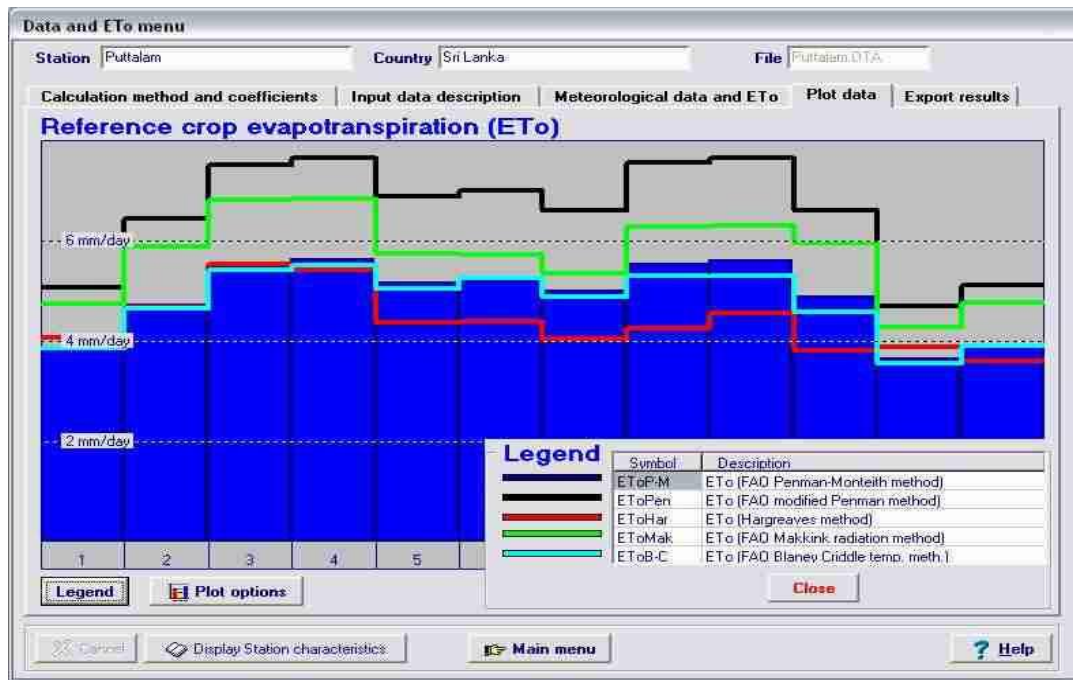 Data and ETo menu
Station Puttalam Country Sri Lanka File Puttalam.DTA
Calculation method and coefficients Input data description Meteorological data and ETo Plot data Export results
Reference crop evapotranspiration (ETo)
6 mm/day
4 mm/day
2 mm/day
Legend
Symbol Description
EToP-M ETo (FAO Penman-Monteith method)
EToPen ETo (FAO modified Penman method)
EToHar ETo (Hargreaves method)
EToMak ETo (FAO Makkink radiation method)
EToB-C ETo (FAO Blaney Criddle temp. meth.)
1 2 3 4 5
Close
Legend Plot options
Cancel Display Station characteristics Main menu ? Help